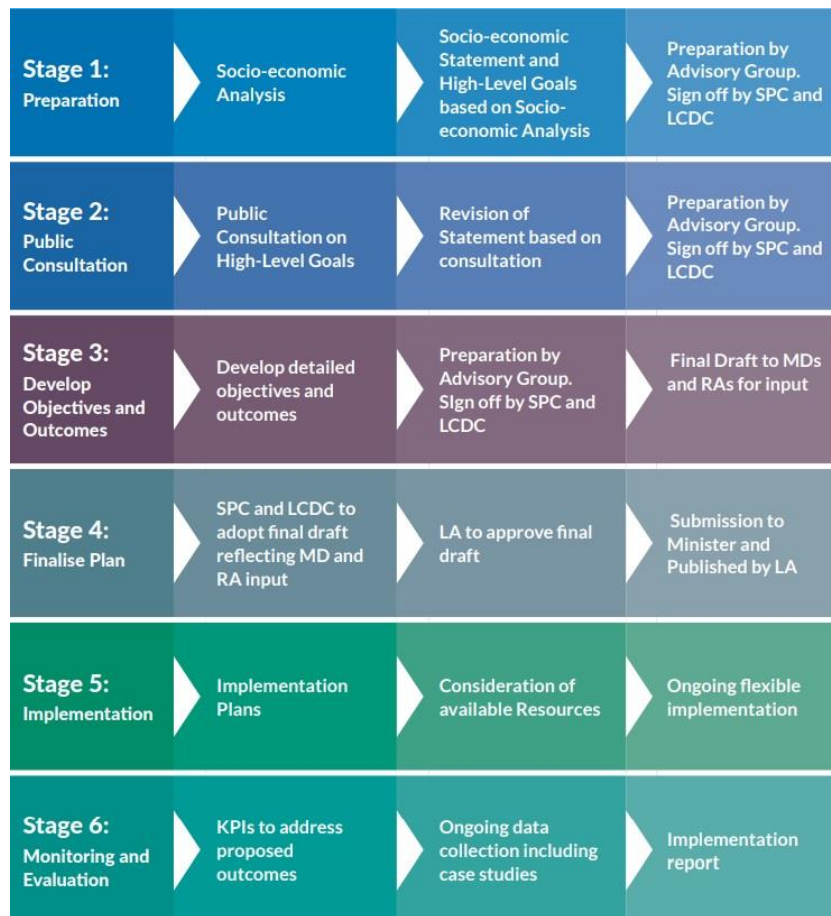 Stage 1:
Preparation
Socio-economic
Analysis
Socio-economic
Statement and
High-Level Goals
based on Socio-
economic Analysis
Preparation by
Advisory Group.
Sign off by SPC and
LCDC
Stage 2:
Public
Consultation
Public
Consultation on
High-Level Goals
Revision of
Statement based on
consultation
Preparation by
Advisory Group.
Sign off by SPC and
LCDC
Stage 3:
Develop
Objectives and
Outcomes
Develop detailed
objectives and
outcomes
Preparation by
Advisory Group.
SIgn off by SPC and
LCDC
Final Draft to MDs
and RAs for input
Stage 4:
Finalise Plan
SPC and LCDC to
adopt final draft
reflecting MD and
RA input
LA to approve final
draft
Submission to
Minister and
Published by LA
Stage 5:
Implementation
Implementation
Plans
Consideration of
available Resources
Ongoing flexible
implementation
Stage 6:
Monitoring and
Evaluation
KPIs to address
proposed
outcomes
Ongoing data
collection including
case studies
Implementation
report